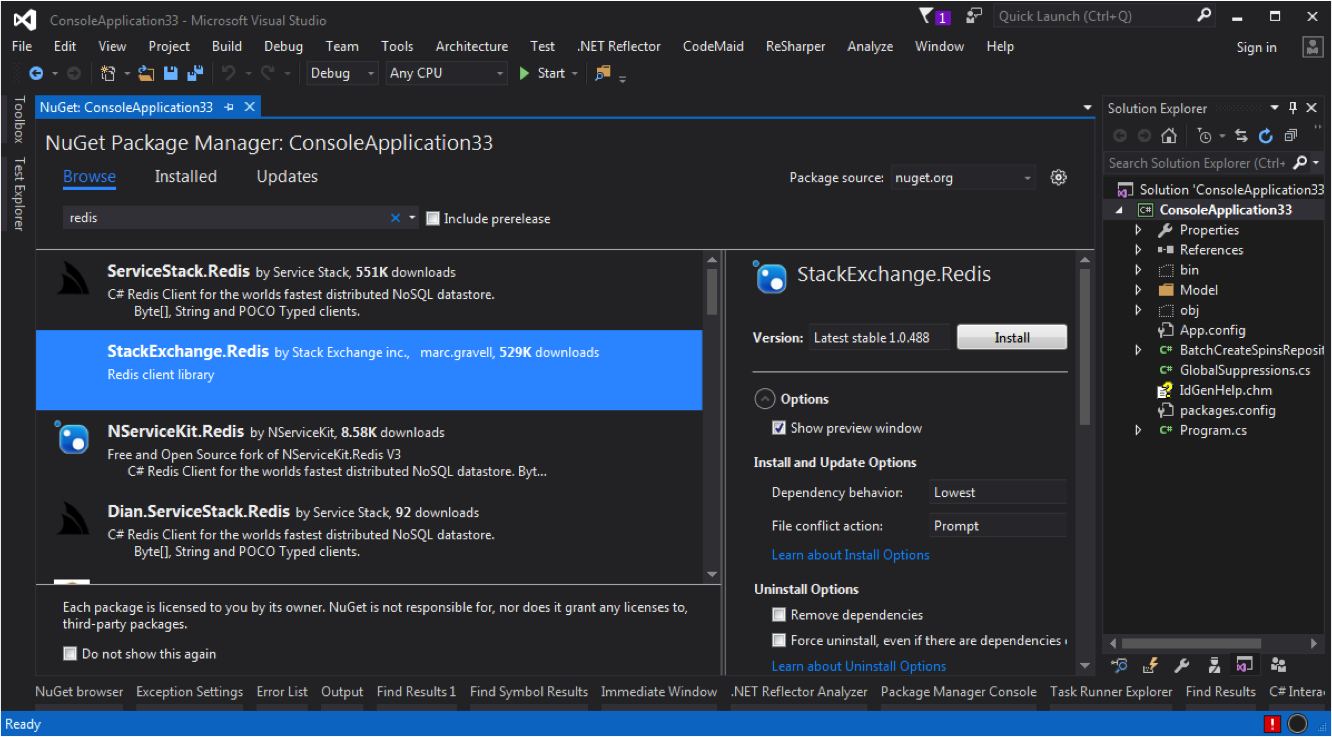 ConsoleApplication33 - Microsoft Visual Studio
1
Quick Launch (Ctrl+Q)
File Edit View Project Build Debug Team Tools Architecture Test .NET Reflector CodeMaid ReSharper Analyze Window Help
Sign in
Debug Any CPU Start
Toolbox
Test Explorer
NuGet: ConsoleApplication33
NuGet Package Manager: ConsoleApplication33
Browse Installed Updates
Package source: nuget.org
redis
Include prerelease
ServiceStack.Redis by Service Stack, 551K downloads
C# Redis Client for the worlds fastest distributed NoSQL datastore.
Byte[], String and POCO Typed clients.
StackExchange.Redis by Stack Exchange inc., marc.gravell, 529K downloads
Redis client library
NServiceKit.Redis by NServiceKit, 8.58K downloads
Free and Open Source fork of NServiceKit.Redis V3
C# Redis Client for the worlds fastest distributed NoSQL datastore. Byt...
Dian.ServiceStack.Redis by Service Stack, 92 downloads
C# Redis Client for the worlds fastest distributed NoSQL datastore.
Byte[], String and POCO Typed clients.
Each package is licensed to you by its owner. NuGet is not responsible for, nor does it grant any licenses to,
third-party packages.
Do not show this again
StackExchange.Redis
Version: Latest stable 1.0.488 Install
Options
Show preview window
Install and Update Options
Dependency behavior: Lowest
File conflict action: Prompt
Learn about Install Options
Uninstall Options
Remove dependencies
Force uninstall, even if there are dependencies
Learn about Uninstall Options
Solution Explorer
Search Solution Explorer (Ctrl+
Solution 'ConsoleApplication33
C# ConsoleApplication33
Properties
References
bin
Model
obj
App.config
C# BatchCreateSpinsReposit
C# GlobalSuppressions.cs
IdGenHelp.chm
packages.config
C# Program.cs
NuGet browser Exception Settings Error List Output Find Results 1 Find Symbol Results Immediate Window .NET Reflector Analyzer Package Manager Console Task Runner Explorer Find Results C# Intera
Ready